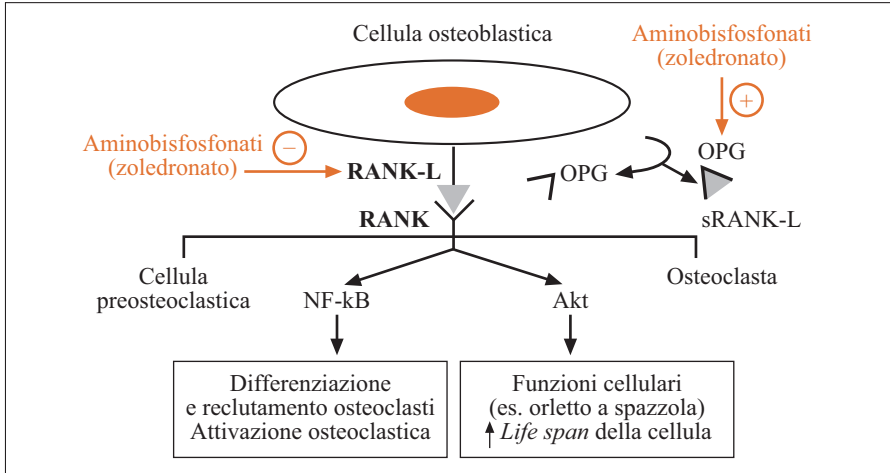 Cellula osteoblastica
Aminobisfosfonati
(zoledronato)
+
Aminobisfosfonati
(zoledronato)
−
RANK-L
OPG
OPG
sRANK-L
RANK
Cellula
preosteoclastica
Osteoclasta
NF-kB
Akt
Differenziazione
e reclutamento osteoclasti
Attivazione osteoclastica
Funzioni cellulari
(es. orletto a spazzola)
↑ Life span della cellula